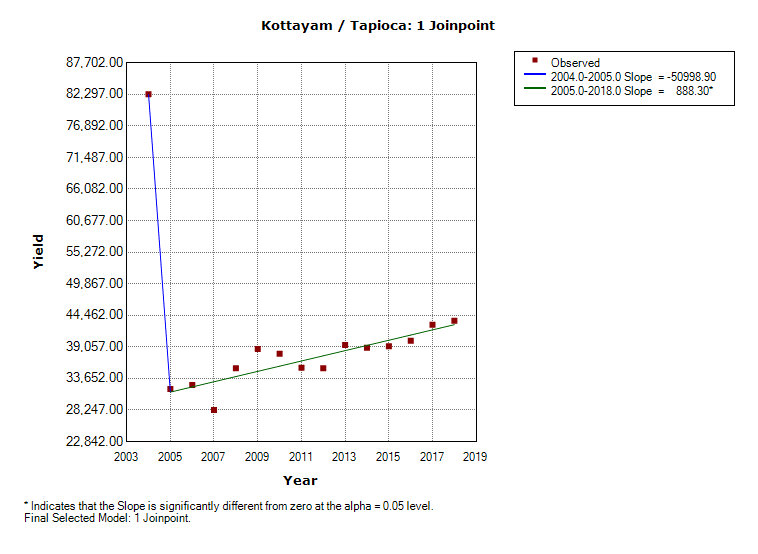 Kottayam / Tapioca: 1 Joinpoint
Observed
2004.0-2005.0 Slope = -50998.90
2005.0-2018.0 Slope = 888.30*
87,702.00
82,297.00
76,892.00
71,487.00
66,082.00
60,677.00
55,272.00
49,867.00
44,462.00
39,057.00
33,652.00
28,247.00
22,842.00
Yield
2003 2005 2007 2009 2011 2013 2015 2017 2019
Year
* Indicates that the Slope is significantly different from zero at the alpha = 0.05 level.
Final Selected Model: 1 Joinpoint.